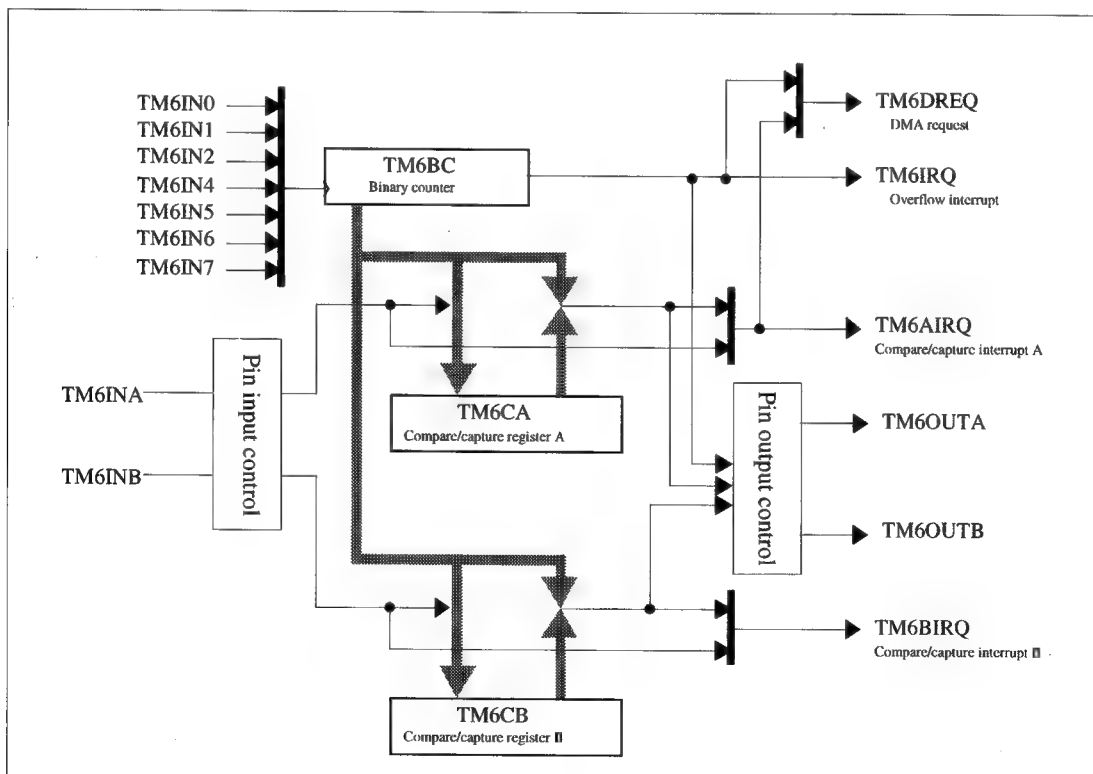 TM6IN0
TM6IN1
TM6IN2
TM6IN4
TM6IN5
TM6IN6
TM6IN7
TM6BC
Binary counter
TM6DREQ
DMA request
TM6IRQ
Overflow interrupt
TM6AIRQ
Compare/capture interrupt A
TM6INA
TM6INB
Pin input control
TM6CA
Compare/capture register A
Pin output control
TM6OUTA
TM6OUTB
TM6BIRQ
Compare/capture interrupt
TM6CB
Compare/capture register